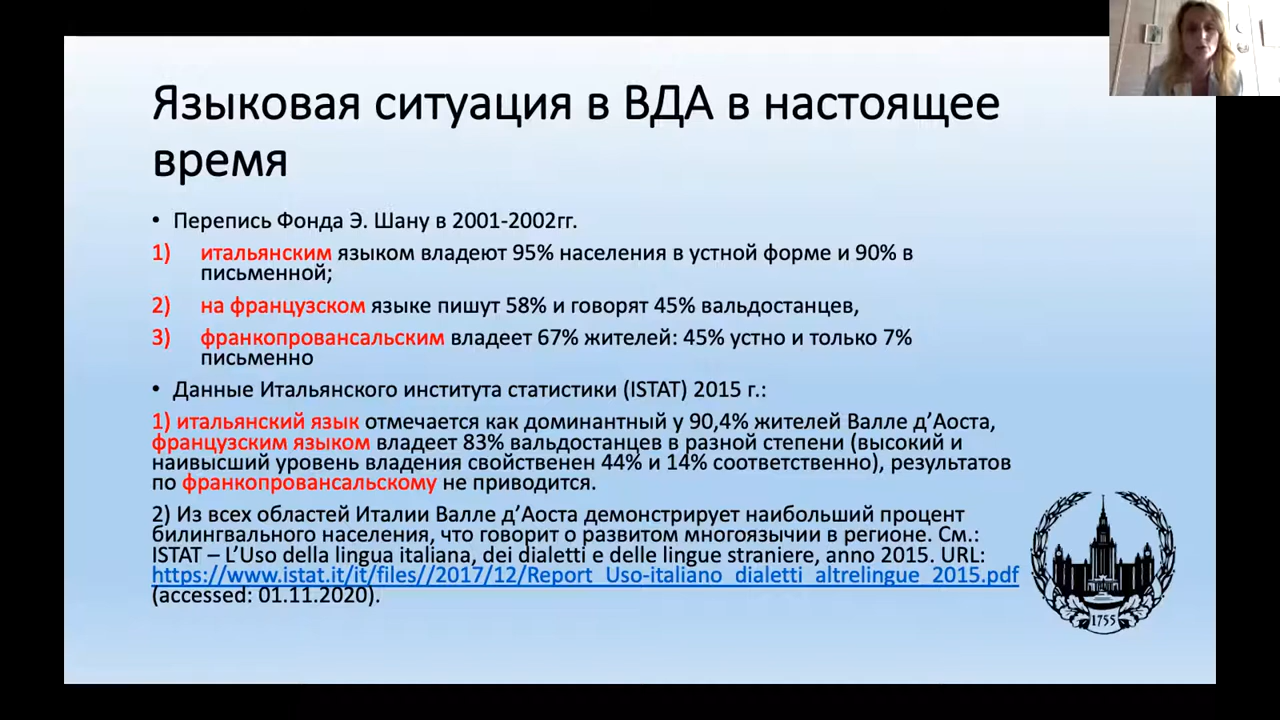 Языковая ситуация в ВДА в настоящее
время
• Перепись Фонда Э. Шану в 2001-2002гг.
1) итальянским языком владеют 95% населения в устной форме и 90% в
письменной;
2) на французском языке пишут 58% и говорят 45% вальдостанцев,
3) франкопровансальским владеет 67% жителей: 45% устно и только 7%
письменно
• Данные Итальянского института статистики (ISTAT) 2015 г.:
1) итальянский язык отмечается как доминантный у 90,4% жителей Валле д’Аоста,
французским языком владеет 83% вальдостанцев в разной степени (высокий и
наивысший уровень владения свойственен 44% и 14% соответственно), результатов
по франкопровансальскому не приводится.
2) Из всех областей Италии Валле д’Аоста демонстрирует наибольший процент
билингвального населения, что говорит о развитом многоязычии в регионе. См.:
ISTAT – L’Uso della lingua italiana, dei dialetti e delle lingue straniere, anno 2015. URL:
https://www.istat.it/it/files//2017/12/Report_Uso-italiano_dialetti_altrelingue_2015.pdf
(accessed: 01.11.2020).
1755